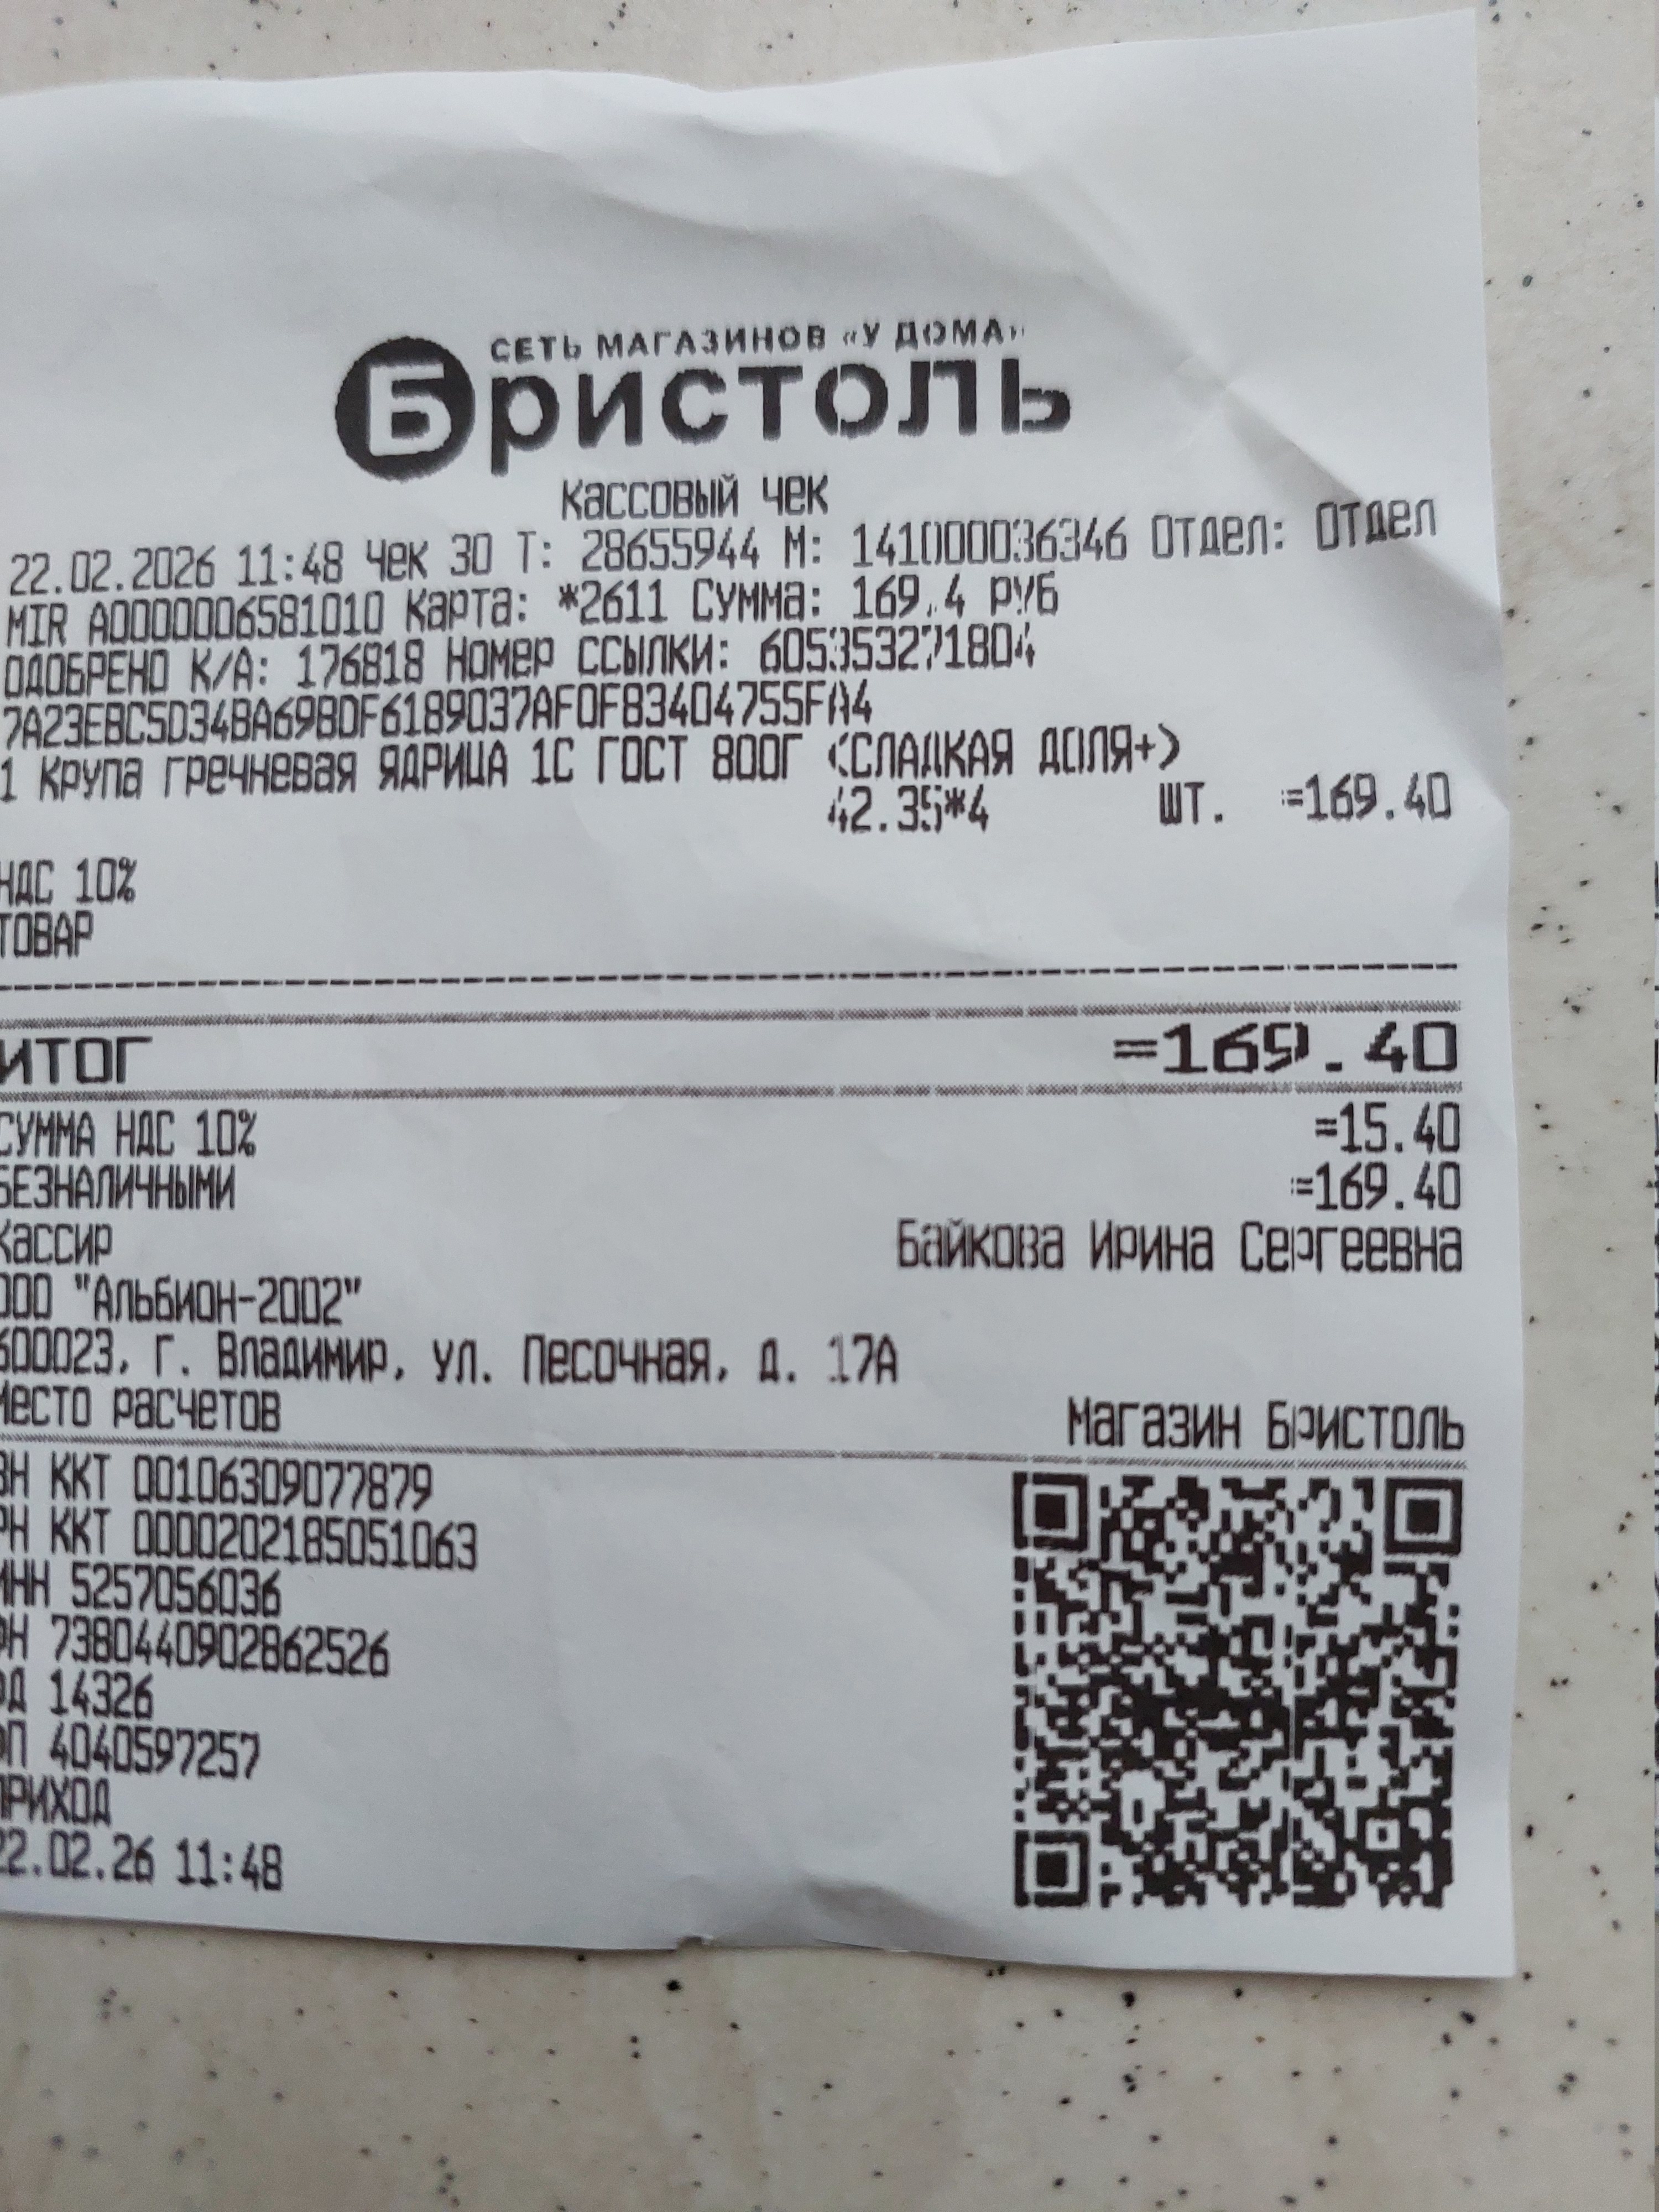 СЕТЬ МАГАЗИНОВ «У ДОМА»
Бристоль
Кассовый чек
22.02.2026 11:48 Чек 30 Т: 28655944 М: 141000036346 Отдел: Отдел
MIR A0000006581010 Карта: *2611 Сумма: 169.4 РУБ
ОДОБРЕНО К/А: 176818 Номер ссылки: 605353271804
7A23EBC5D34BA69BDF6189037AF0F83404755FA4
1 Крупа гречневая ЯДРИЦА 1С ГОСТ 800Г <СЛАДКАЯ ДОЛЯ+>
42.35*4 ШТ. =169.40
НДС 10%
ТОВАР
ИТОГ =169.40
СУММА НДС 10% =15.40
БЕЗНАЛИЧНЫМИ =169.40
Кассир Байкова Ирина Сергеевна
ООО "Альбион-2002"
600023, г. Владимир, ул. Песочная, д. 17А
Место расчетов Магазин Бристоль
ЗН ККТ 00106309077879
РН ККТ 0000202185051063
ИНН 5257056036
ФН 7380440902862526
ФД 14326
ФП 4040597257
ПРИХОД
22.02.26 11:48